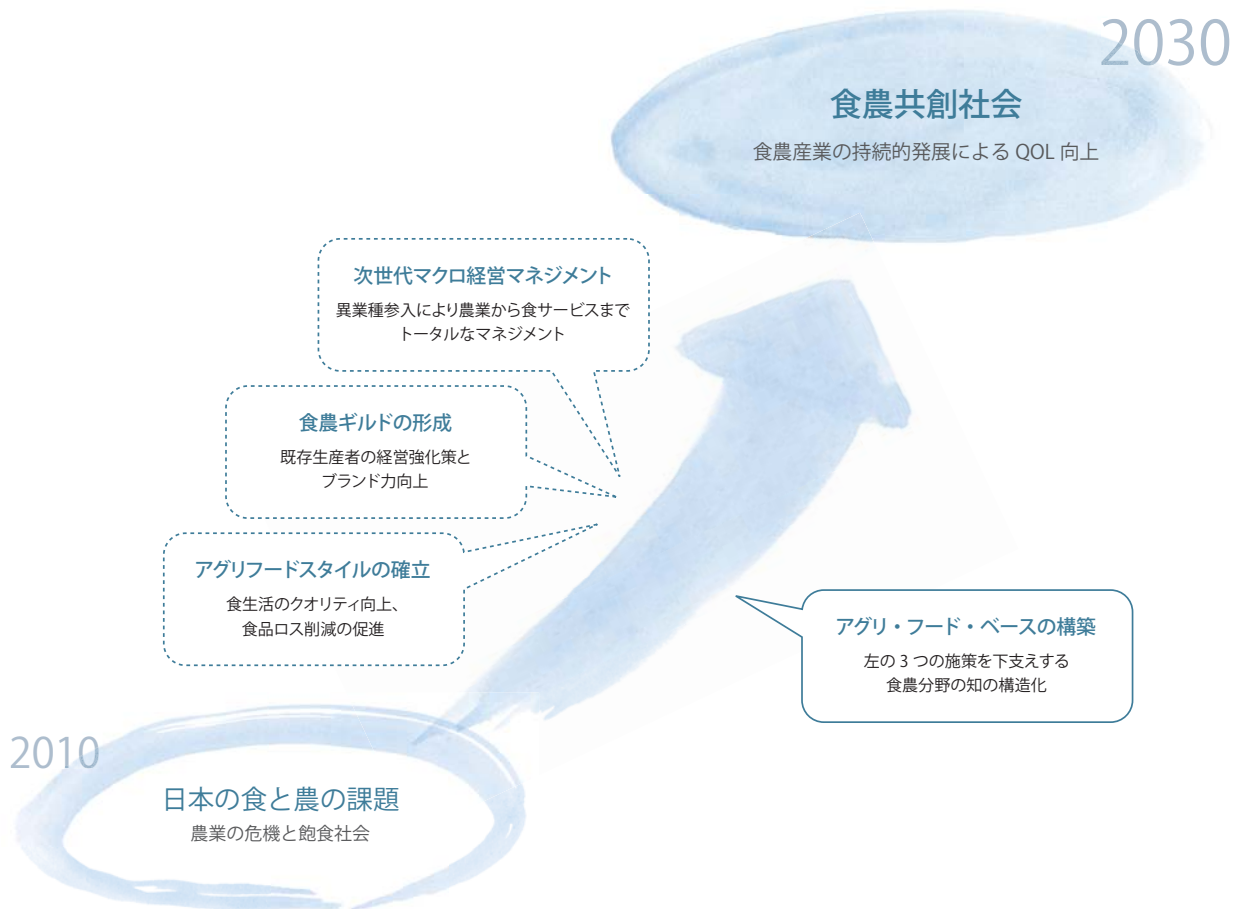 2030
食農共創社会
食農産業の持続的発展による QOL 向上
次世代マクロ経営マネジメント
異業種参入により農業から食サービスまで
トータルなマネジメント
食農ギルドの形成
既存生産者の経営強化策と
ブランド力向上
アグリフードスタイルの確立
食生活のクオリティ向上、
食品ロス削減の促進
アグリ・フード・ベースの構築
左の 3 つの施策を下支えする
食農分野の知の構造化
2010
日本の食と農の課題
農業の危機と飽食社会